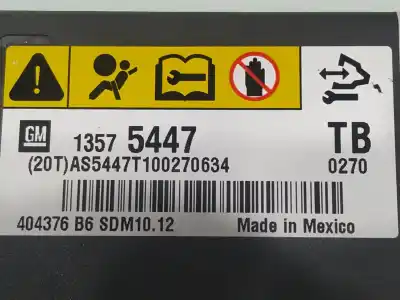 GM 1357 5447 TB
(20T)AS5447T100270634 0270
404376 B6 SDM10.12 Made in Mexico